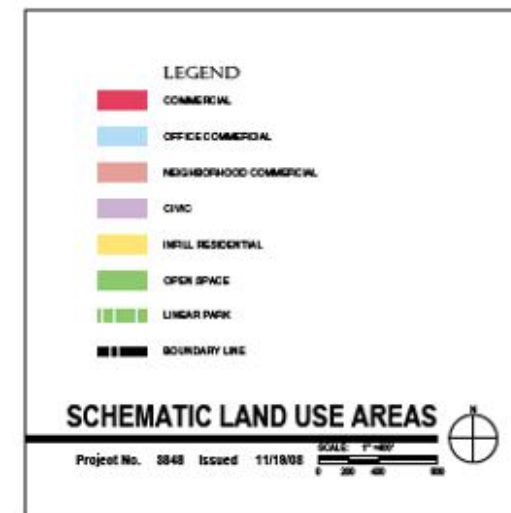 LEGEND
COMMERCIAL
OFFICE COMMERCIAL
NEIGHBORHOOD COMMERCIAL
CIVIC
INFILL RESIDENTIAL
OPEN SPACE
LINEAR PARK
BOUNDARY LINE
SCHEMATIC LAND USE AREAS
N
SCALE: 1"=400'
Project No. 3848 Issued 11/19/08
0 200 400 800